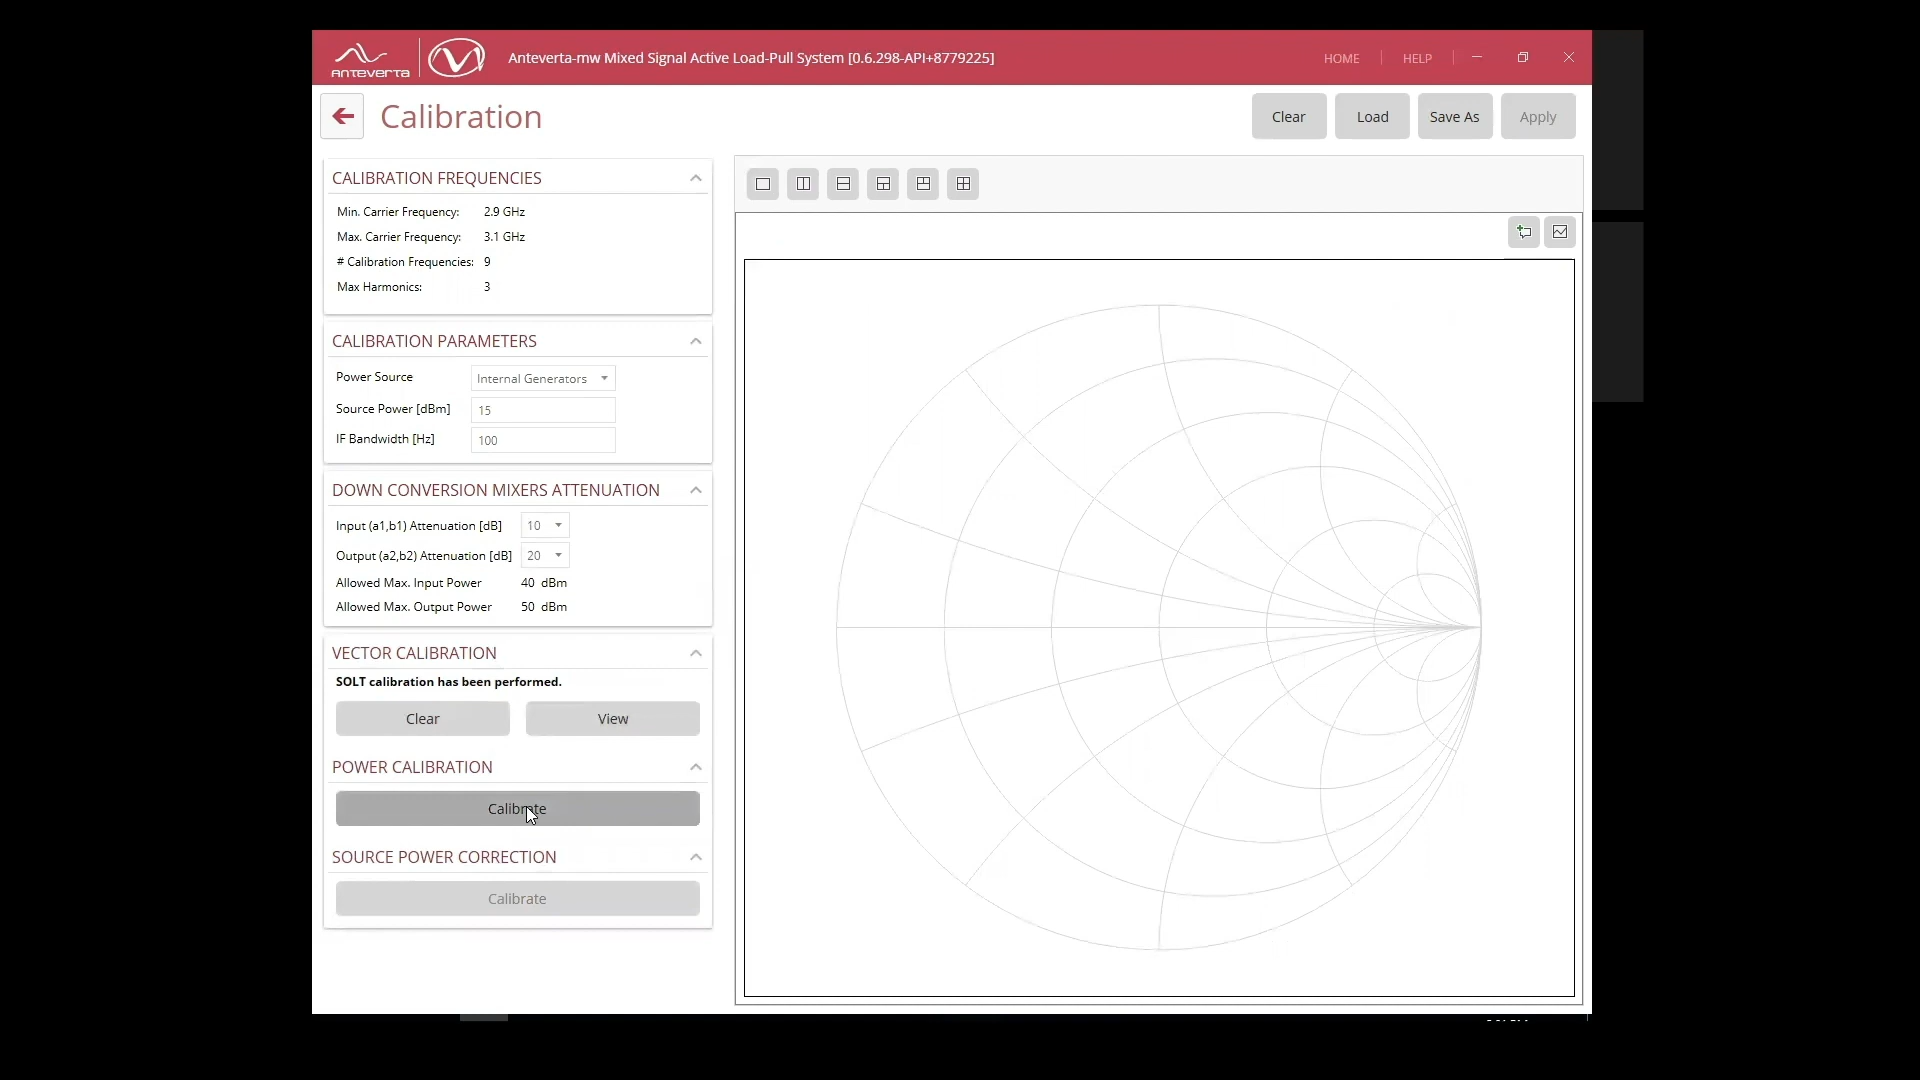 ANTEVERTA
Anteverta-mw Mixed Signal Active Load-Pull System [0.6.298-API+8779225]
HOME
HELP
Calibration
Clear
Load
Save As
Apply
CALIBRATION FREQUENCIES
Min. Carrier Frequency: 2.9 GHz
Max. Carrier Frequency: 3.1 GHz
# Calibration Frequencies: 9
Max Harmonics: 3
CALIBRATION PARAMETERS
Power Source Internal Generators
Source Power [dBm] 15
IF Bandwidth [Hz] 100
DOWN CONVERSION MIXERS ATTENUATION
Input (a1,b1) Attenuation [dB] 10
Output (a2,b2) Attenuation [dB] 20
Allowed Max. Input Power 40 dBm
Allowed Max. Output Power 50 dBm
VECTOR CALIBRATION
SOLT calibration has been performed.
Clear
View
POWER CALIBRATION
Calibrate
SOURCE POWER CORRECTION
Calibrate